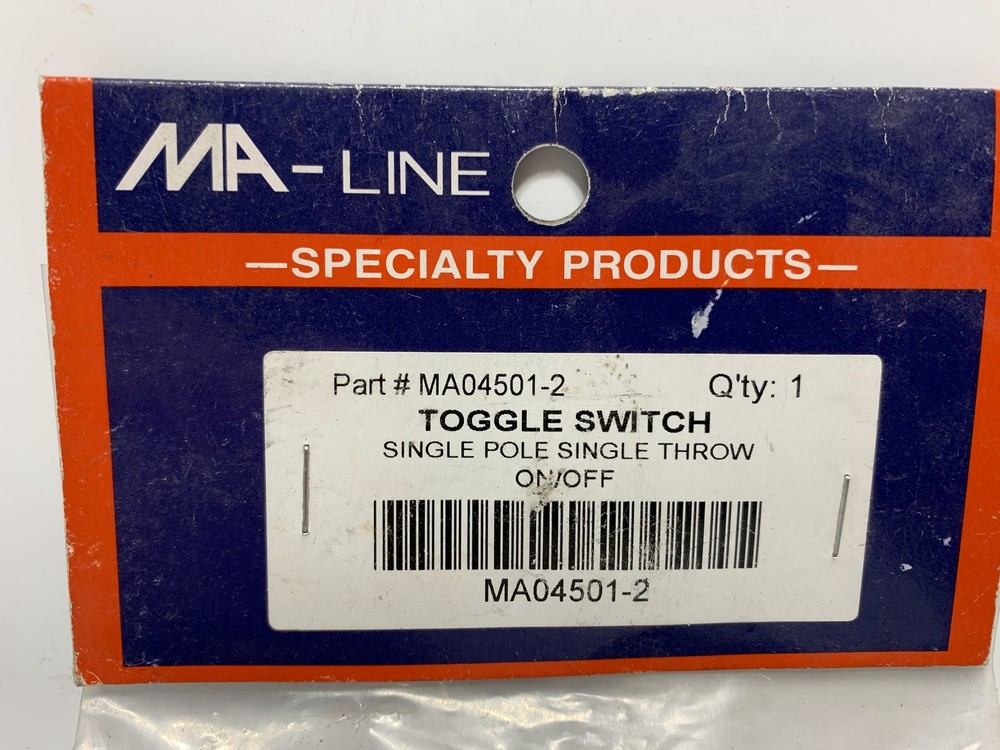 MA-LINE
—SPECIALTY PRODUCTS—
Part # MA04501-2 Q'ty: 1
TOGGLE SWITCH
SINGLE POLE SINGLE THROW
ON/OFF
MA04501-2